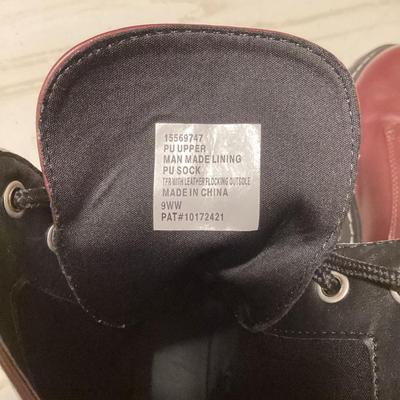 15569747
PU UPPER
MAN MADE LINING
PU SOCK
TPR WITH LEATHER FLOCKING OUTSOLE
MADE IN CHINA
9WW
PAT#10172421